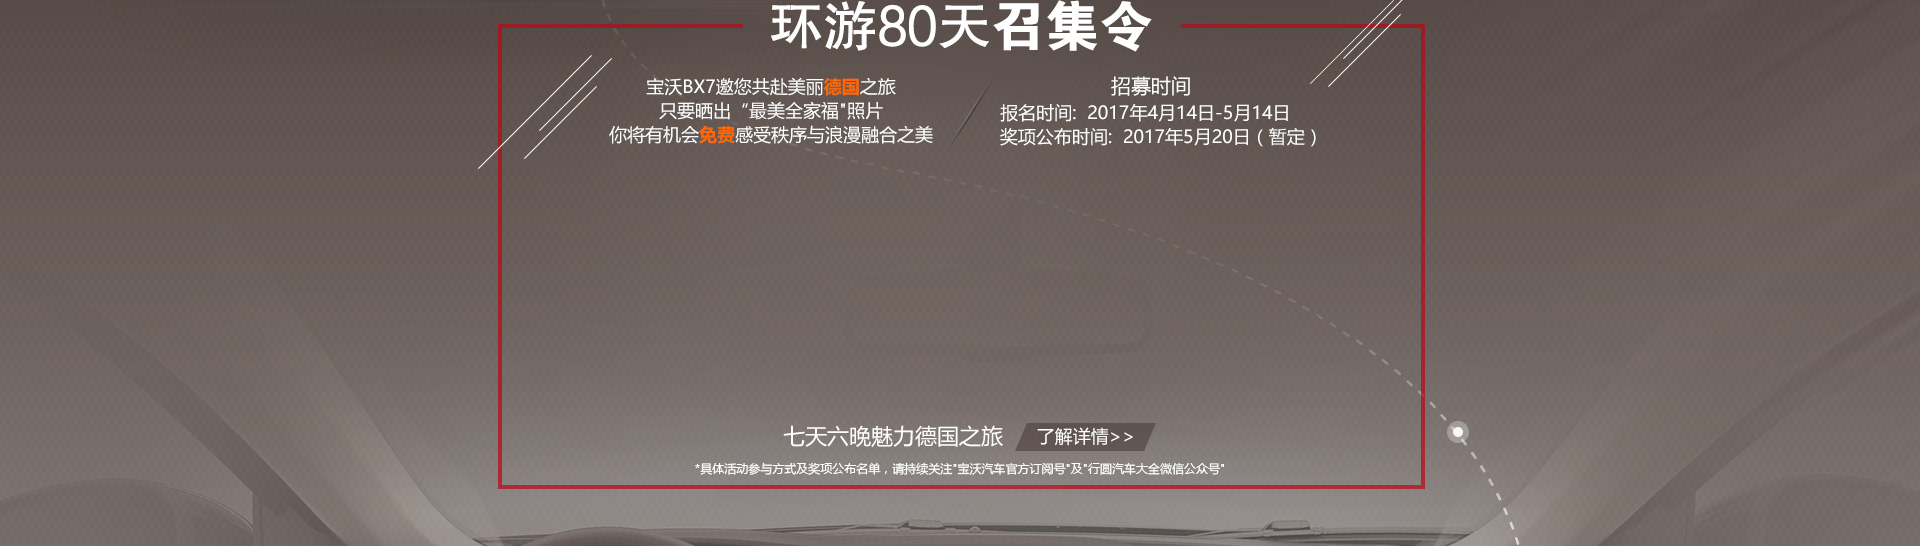 环游80天召集令
宝沃BX7邀您共赴美丽德国之旅
只要晒出“最美全家福"照片
你将有机会免费感受秩序与浪漫融合之美
招募时间
报名时间: 2017年4月14日-5月14日
奖项公布时间: 2017年5月20日（暂定）
七天六晚魅力德国之旅
了解详情>>
*具体活动参与方式及奖项公布名单，请持续关注"宝沃汽车官方订阅号"及"行圆汽车大全微信公众号"